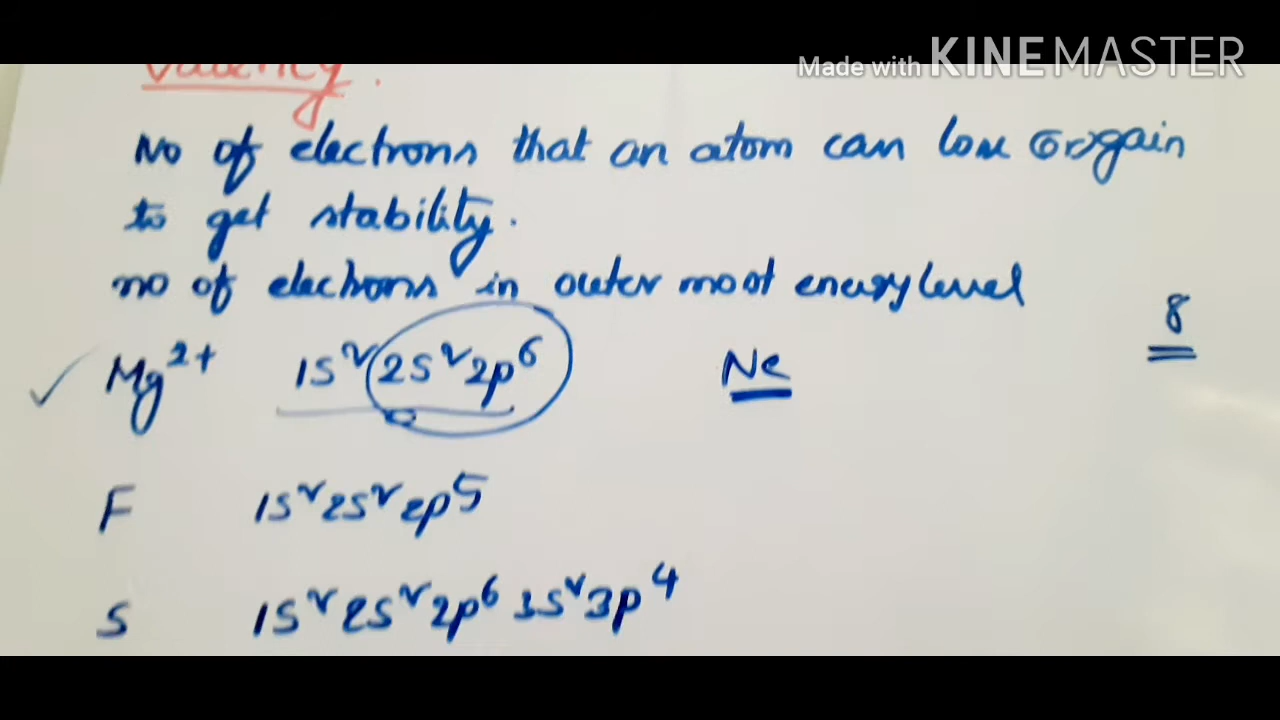 Made with KINEMASTER
Valency.
No of electrons that an atom can lose (or) gain
to get stability.
no of electrons in outer most energy level
8
Mg²⁺ 1s² 2s² 2p⁶ Ne
F 1s² 2s² 2p⁵
S 1s² 2s² 2p⁶ 3s² 3p⁴